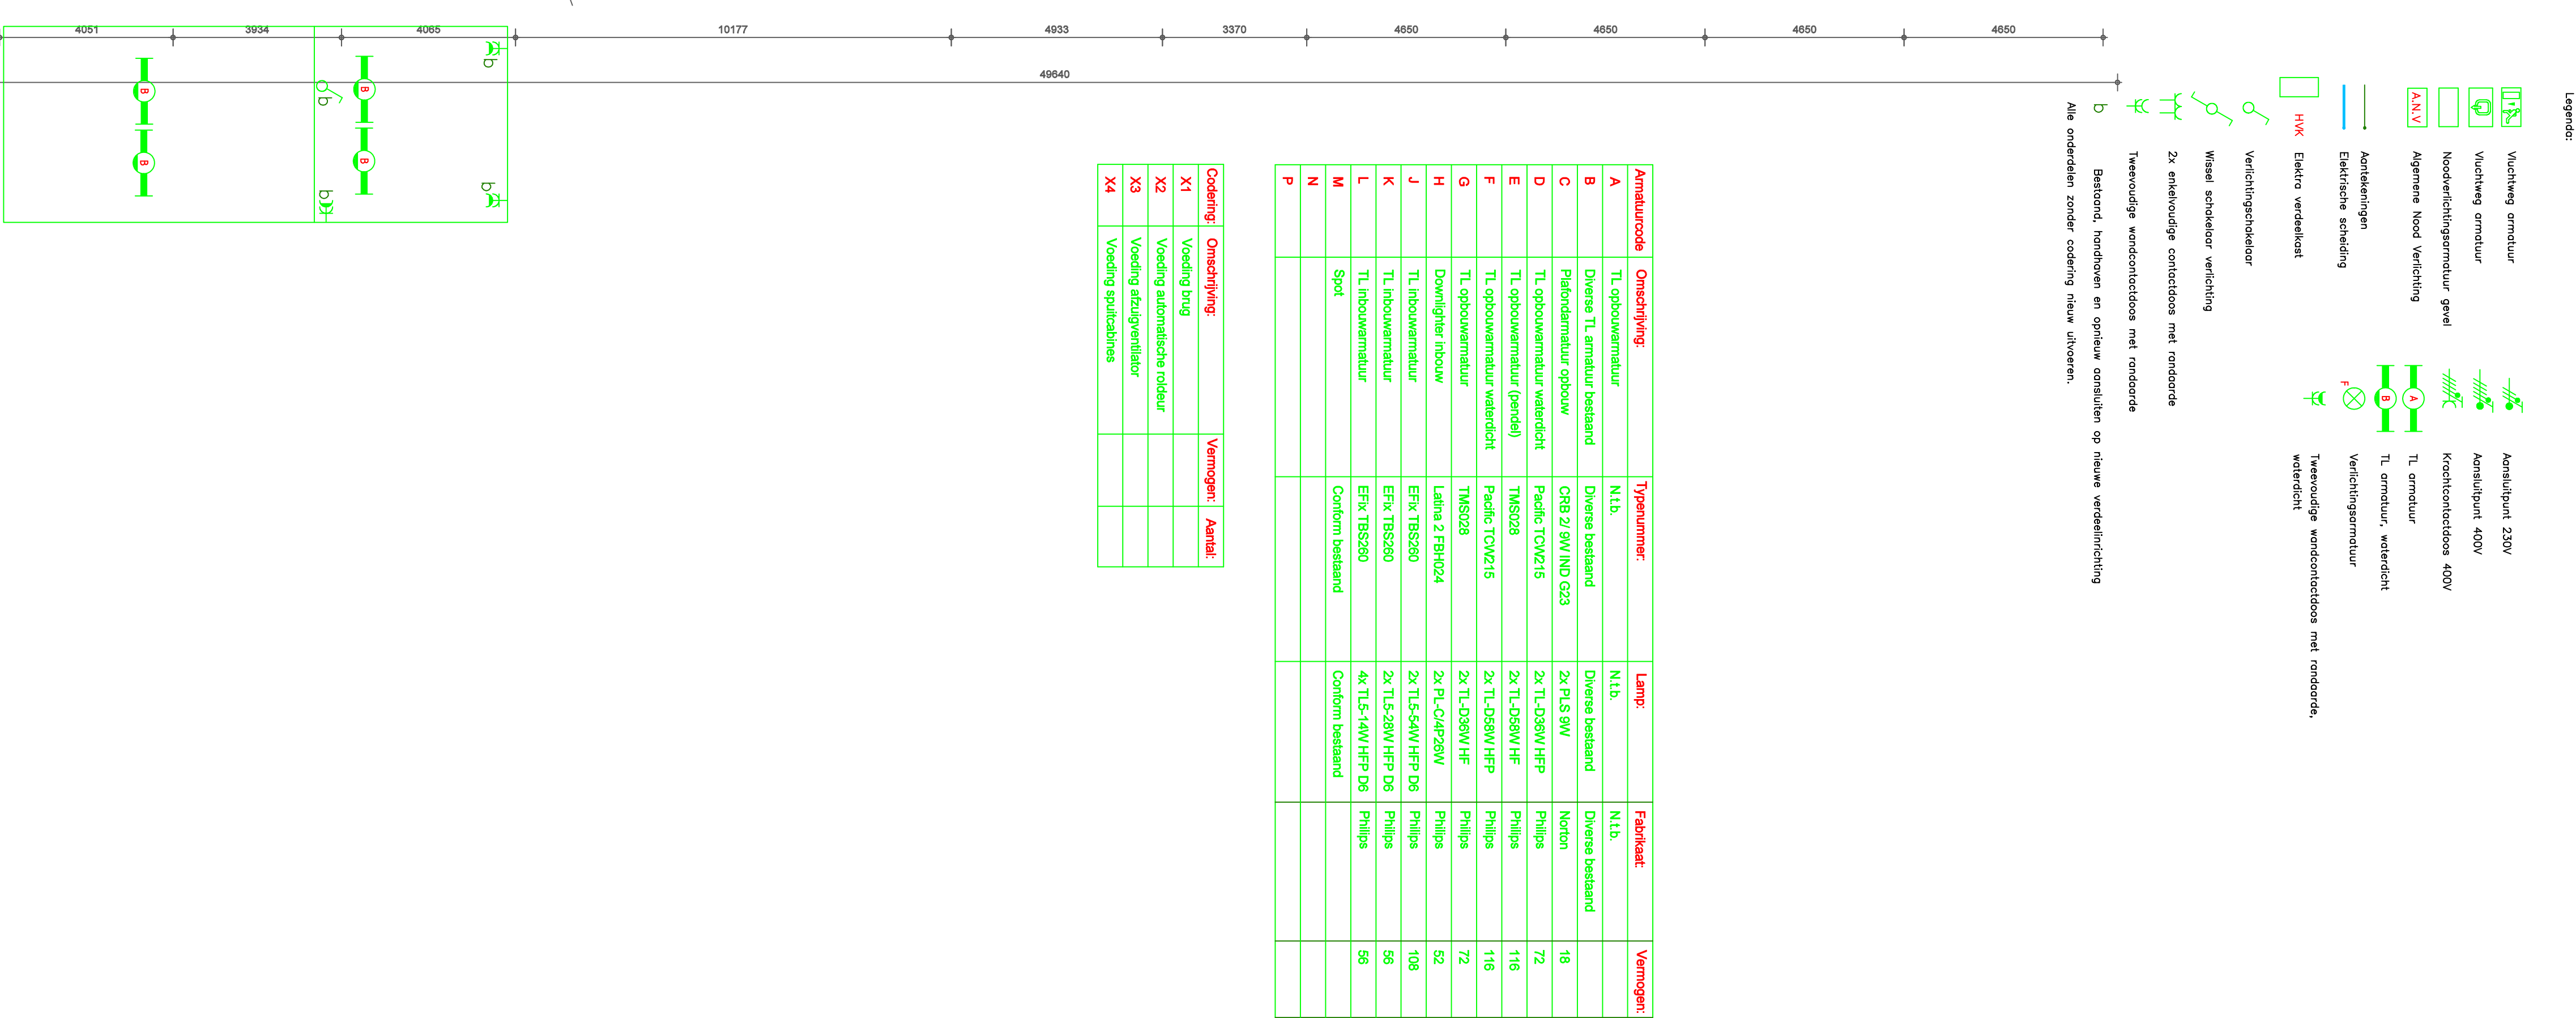 4051 3934 4065 10177 4933 3370 4650 4650 4650 4650
49640
Legenda:
Vluchtweg armatuur
Vluchtweg armatuur
Noodverlichtingsarmatuur gevel
A.N.V Algemene Nood Verlichting
Aantekeningen
Elektrische scheiding
HVK Elektra verdeelkast
Verlichtingschakelaar
Wissel schakelaar verlichting
2x enkelvoudige contactdoos met randaarde
Tweevoudige wandcontactdoos met randaarde
b Bestaand, handhaven en opnieuw aansluiten op nieuwe verdeelinrichting
Alle onderdelen zonder codering nieuw uitvoeren.
Aansluitpunt 230V
Aansluitpunt 400V
Krachtcontactdoos 400V
A TL armatuur
B TL armatuur, waterdicht
F Verlichtingsarmatuur
Tweevoudige wandcontactdoos met randaarde,
waterdicht
Armatuurcode Omschrijving: Typenummer: Lamp: Fabrikaat: Vermogen:
A TL opbouwarmatuur N.t.b. N.t.b. N.t.b.
B Diverse TL armatuur bestaand Diverse bestaand Diverse bestaand Diverse bestaand
C Plafondarmatuur opbouw CRB 2/ 9W IND G23 2x PLS 9W Norton 18
D TL opbouwarmatuur waterdicht Pacific TCW215 2x TL-D36W HFP Philips 72
E TL opbouwarmatuur (pendel) TMS028 2x TL-D58W HF Philips 116
F TL opbouwarmatuur waterdicht Pacific TCW215 2x TL-D58W HFP Philips 116
G TL opbouwarmatuur TMS028 2x TL-D36W HF Philips 72
H Downlighter inbouw Latina 2 FBH024 2x PL-C/4P26W Philips 52
J TL inbouwarmatuur EFix TBS260 2x TL5-54W HFP D6 Philips 108
K TL inbouwarmatuur EFix TBS260 2x TL5-28W HFP D6 Philips 56
L TL inbouwarmatuur EFix TBS260 4x TL5-14W HFP D6 Philips 56
M Spot Conform bestaand Conform bestaand
N
P
Codering: Omschrijving: Vermogen: Aantal:
X1 Voeding brug
X2 Voeding automatische roldeur
X3 Voeding afzuigventilator
X4 Voeding spuitcabines
b
b
b
b
B
B
B
B